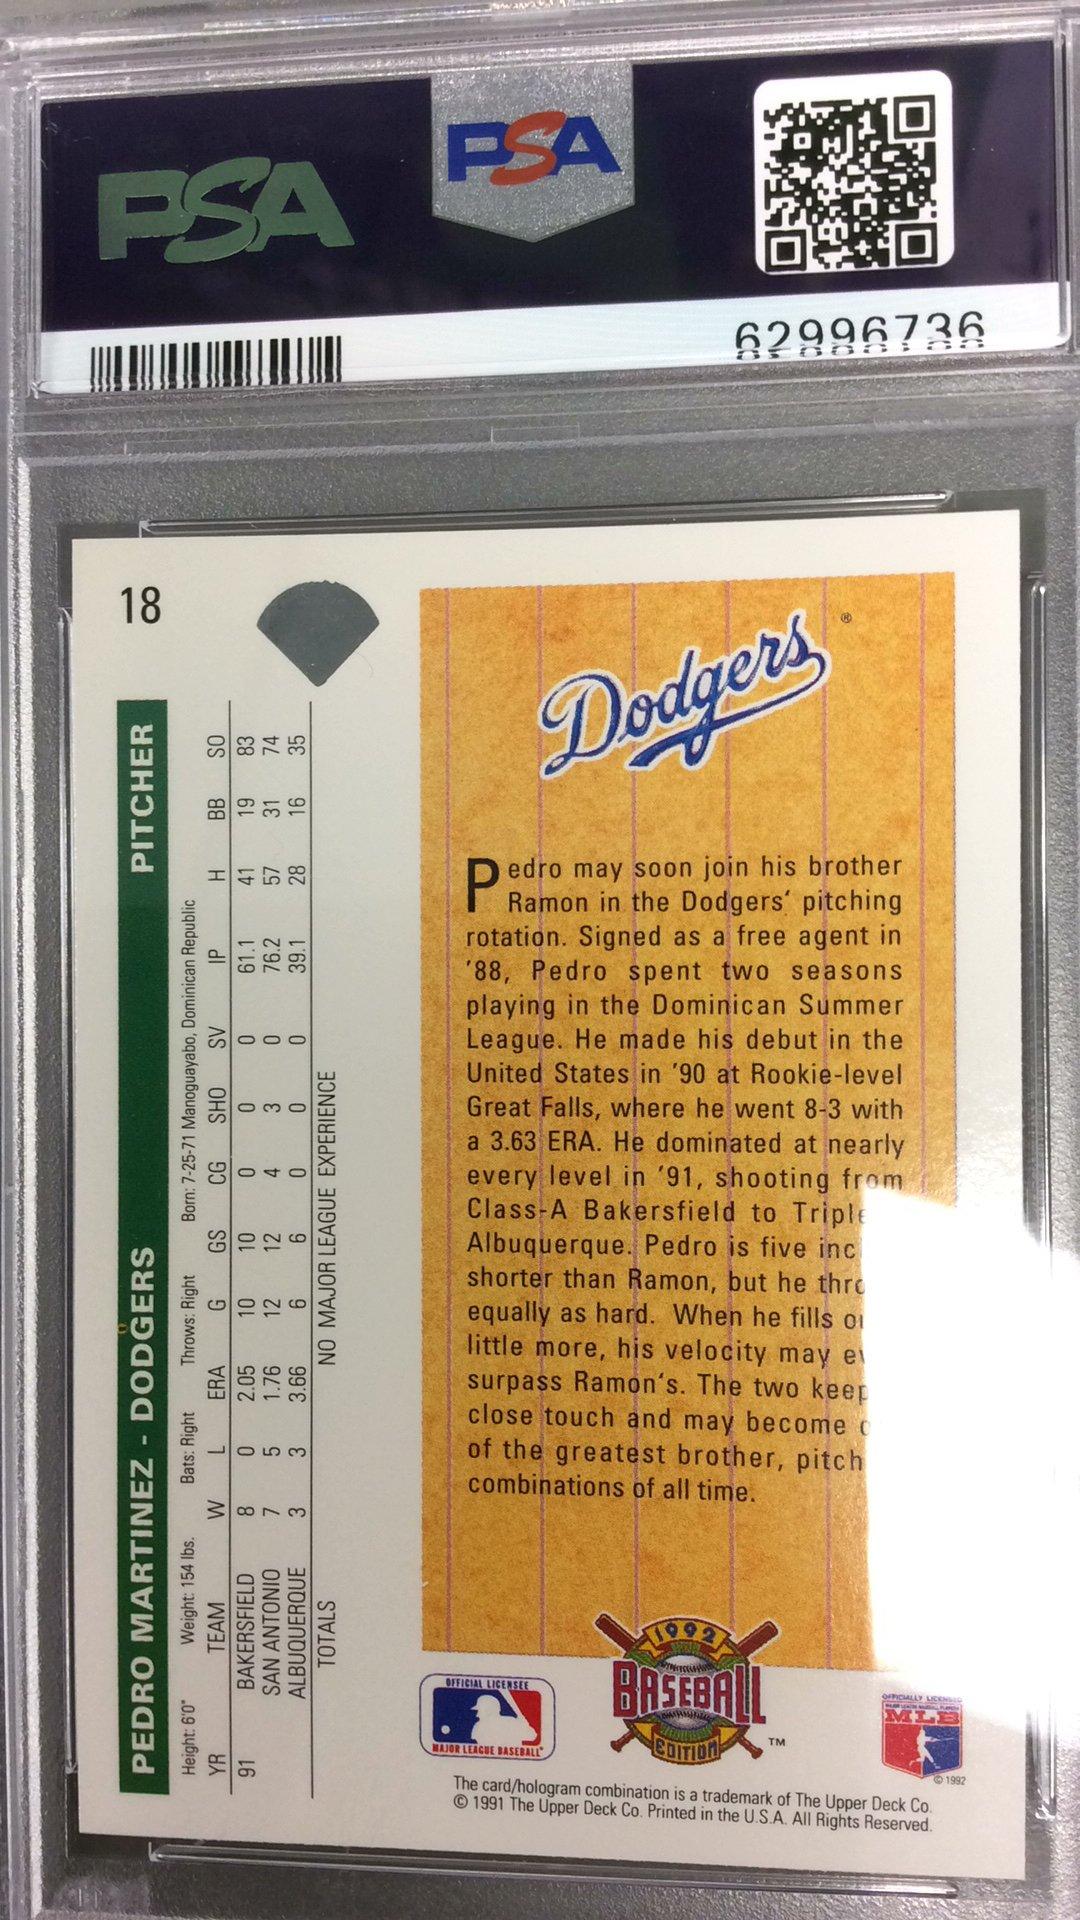 PSA
PSA
62996736
18
PEDRO MARTINEZ - DODGERS PITCHER
Height: 6'0" Weight: 154 lbs. Bats: Right Throws: Right Born: 7-25-71 Manoguayabo, Dominican Republic
YR TEAM W L ERA G GS CG SHO SV IP H BB SO
91 BAKERSFIELD 8 0 2.05 10 10 0 0 0 61.1 41 19 83
SAN ANTONIO 7 5 1.76 12 12 4 3 0 76.2 57 31 74
ALBUQUERQUE 3 3 3.66 6 6 0 0 0 39.1 28 16 35
TOTALS NO MAJOR LEAGUE EXPERIENCE
Dodgers ®
Pedro may soon join his brother
Ramon in the Dodgers' pitching
rotation. Signed as a free agent in
'88, Pedro spent two seasons
playing in the Dominican Summer
League. He made his debut in the
United States in '90 at Rookie-level
Great Falls, where he went 8-3 with
a 3.63 ERA. He dominated at nearly
every level in '91, shooting from
Class-A Bakersfield to
Albuquerque. Pedro is five
shorter than Ramon, but he
equally as hard. When he fills
little more, his velocity may
surpass Ramon's. The two keep
close touch and may become
of the greatest brother,
combinations of all time.
OFFICIAL LICENSEE
MAJOR LEAGUE BASEBALL
1992
BASEBALL
EDITION ™
OFFICIALLY LICENSED
MLB
© 1992
The card/hologram combination is a trademark of The Upper Deck Co.
© 1991 The Upper Deck Co. Printed in the U.S.A. All Rights Reserved.